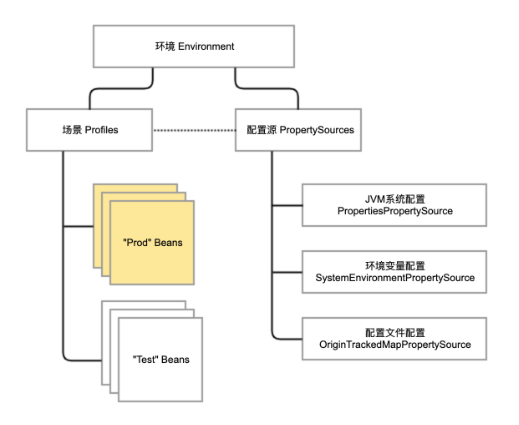 环境 Environment
场景 Profiles
配置源 PropertySources
"Prod" Beans
"Test" Beans
JVM系统配置
PropertiesPropertySource
环境变量配置
SystemEnvironmentPropertySource
配置文件配置
OriginTrackedMapPropertySource